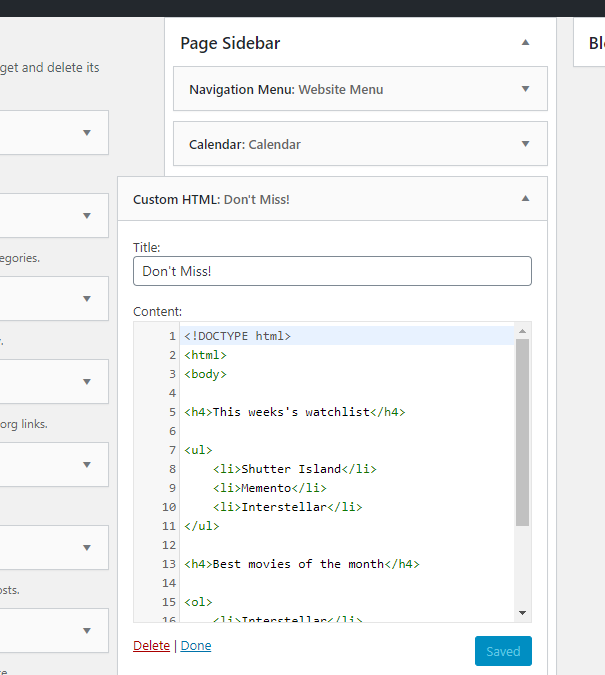 Page Sidebar
Bl
get and delete its
Navigation Menu: Website Menu
Calendar: Calendar
Custom HTML: Don't Miss!
Title:
Don't Miss!
egories.
Content:
1 <!DOCTYPE html>
2 <html>
3 <body>
4
5 <h4>This weeks's watchlist</h4>
6
7 <ul>
8 <li>Shutter Island</li>
9 <li>Memento</li>
10 <li>Interstellar</li>
11 </ul>
12
13 <h4>Best movies of the month</h4>
14
15 <ol>
16 <li>Interstellar</li>
org links.
osts.
Delete | Done
Saved